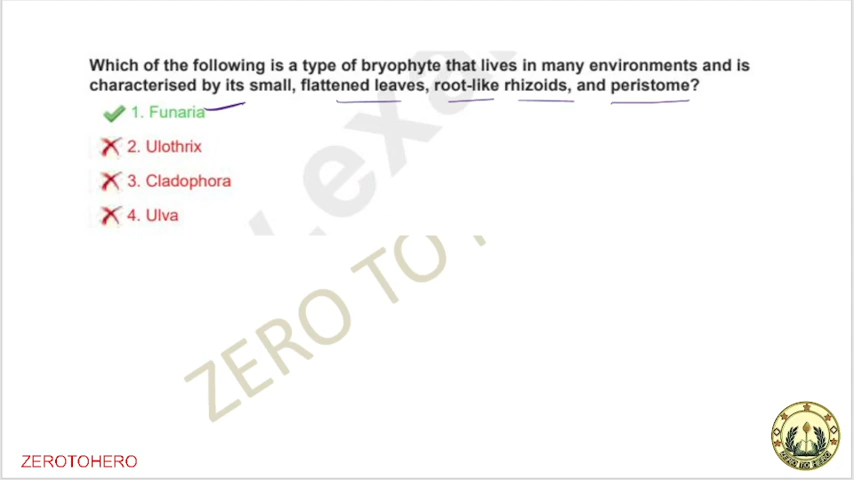 Which of the following is a type of bryophyte that lives in many environments and is
characterised by its small, flattened leaves, root-like rhizoids, and peristome?
1. Funaria
2. Ulothrix
3. Cladophora
4. Ulva
ZERO TO
ZEROTOHERO